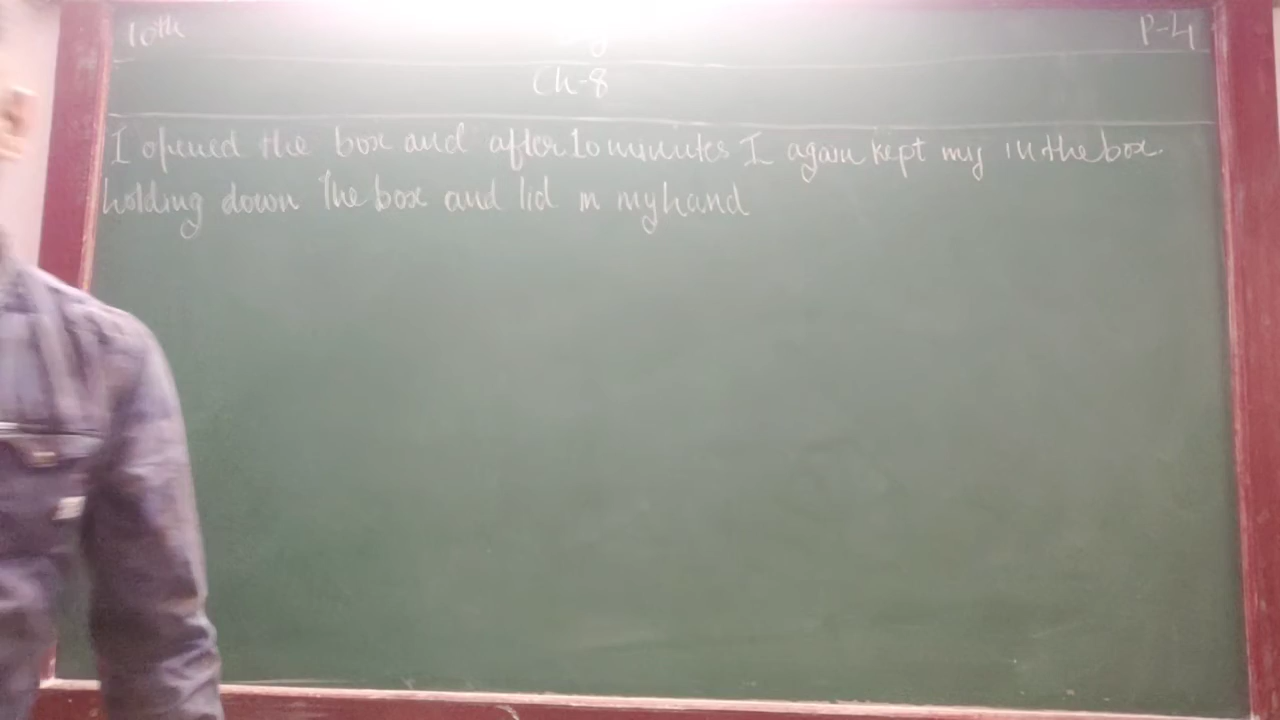 10th
P-4
Ch-8
I opened the box and after 10 minutes I again kept my in the box.
holding down the box and lid in my hand